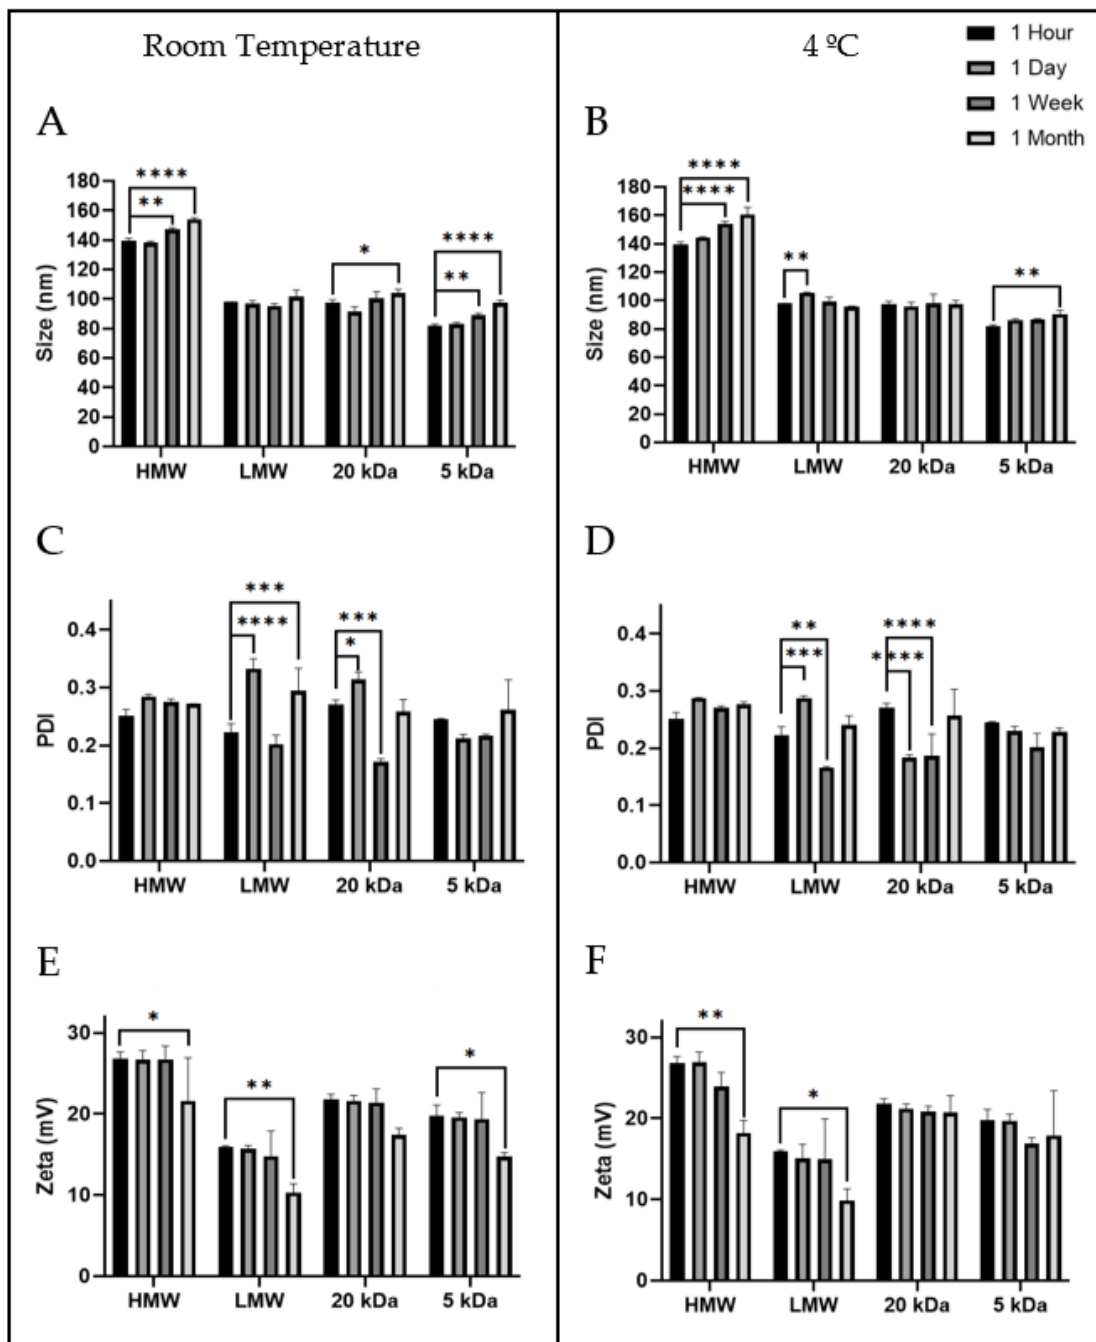 Room Temperature
4 ºC
1 Hour
1 Day
1 Week
1 Month
A
**** 
**
*
****
**
Size (nm)
180
160
140
120
100
80
60
40
20
0
HMW LMW 20 kDa 5 kDa
B
****
****
**
**
Size (nm)
180
160
140
120
100
80
60
40
20
0
HMW LMW 20 kDa 5 kDa
C
***
****
***
*
PDI
0.4
0.3
0.2
0.1
0.0
HMW LMW 20 kDa 5 kDa
D
**
***
****
****
PDI
0.4
0.3
0.2
0.1
0.0
HMW LMW 20 kDa 5 kDa
E
*
**
*
Zeta (mV)
30
20
10
0
HMW LMW 20 kDa 5 kDa
F
**
*
Zeta (mV)
30
20
10
0
HMW LMW 20 kDa 5 kDa